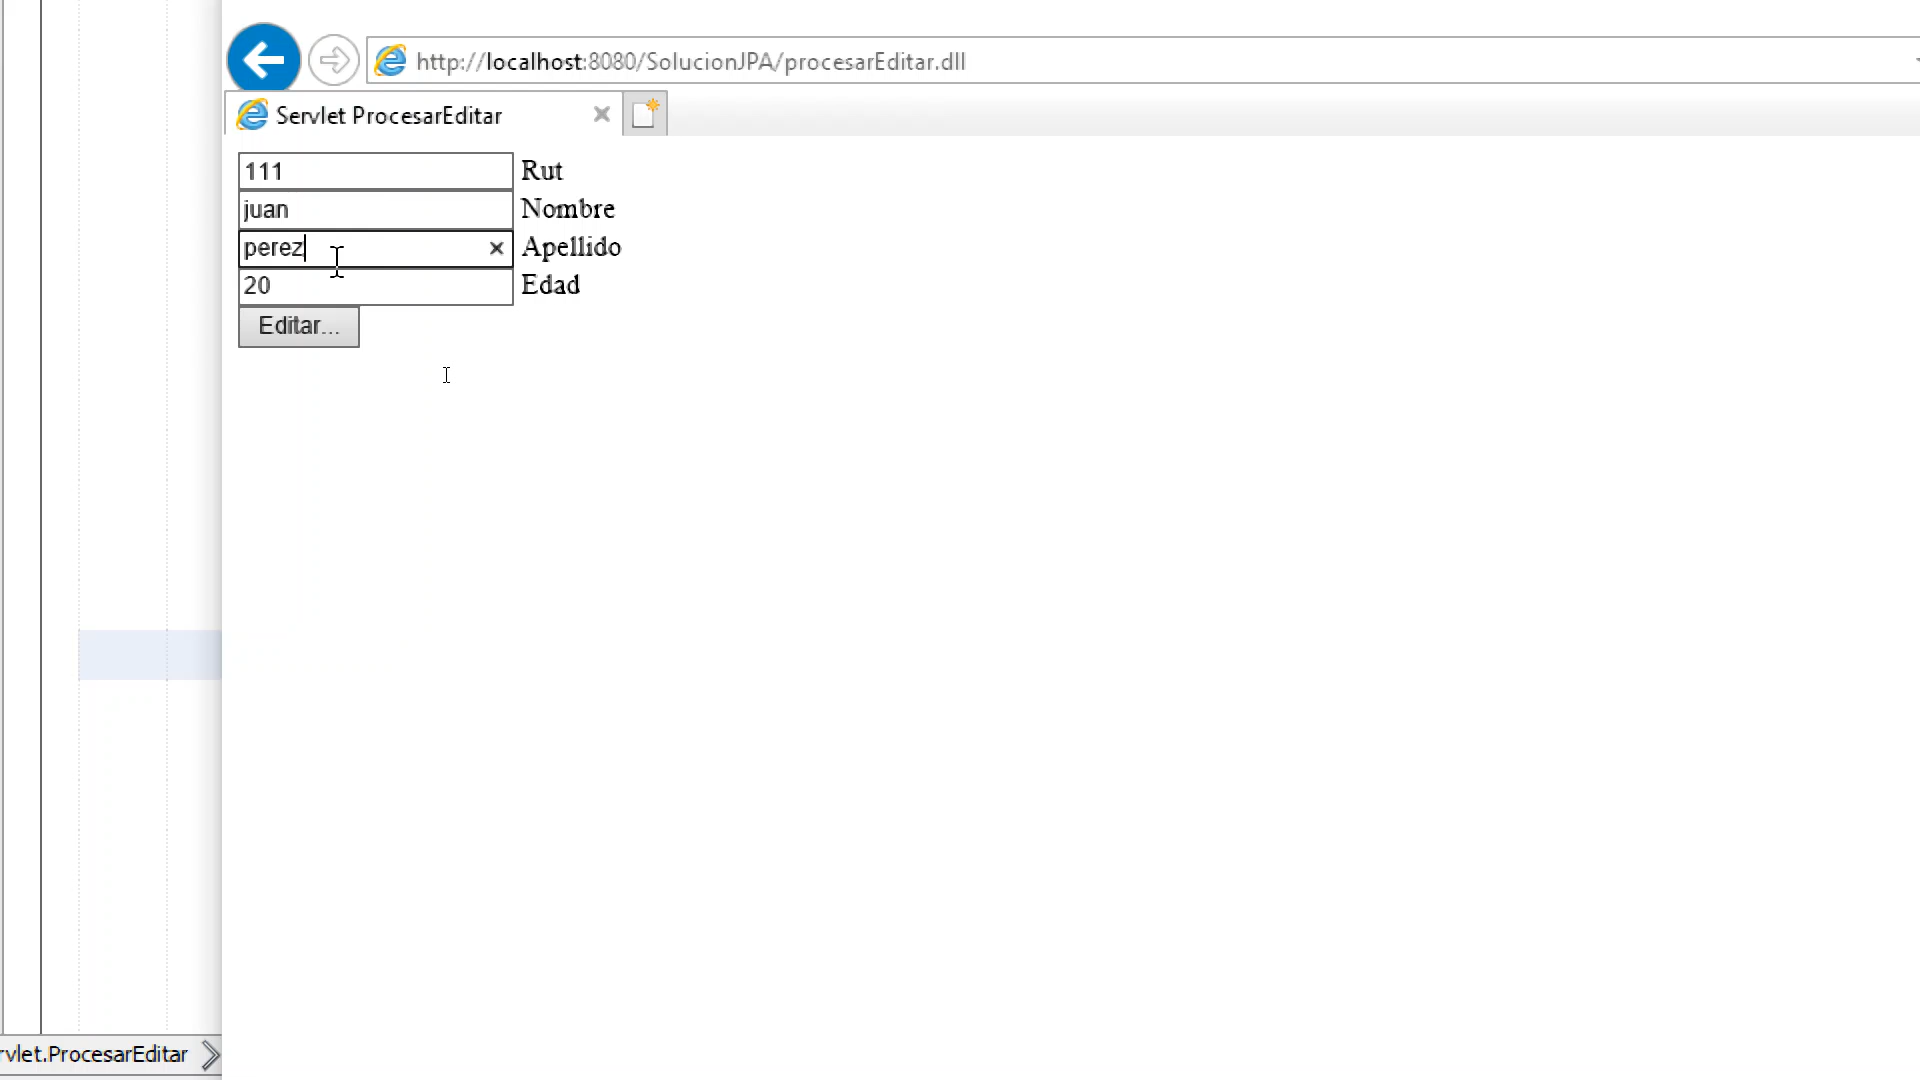 http://localhost:8080/SolucionJPA/procesarEditar.dll
Servlet ProcesarEditar
111 Rut
juan Nombre
perez Apellido
20 Edad
Editar...
rvlet.ProcesarEditar